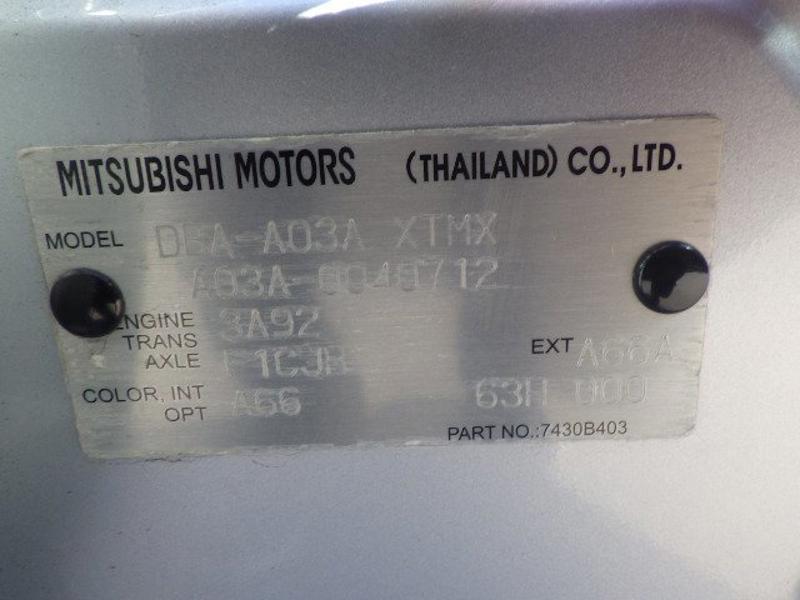 MITSUBISHI MOTORS (THAILAND) CO., LTD.
MODEL DBA-A03A XTMX
A03A-0040712
ENGINE 3A92
TRANS
AXLE F1CJB EXT A66A
COLOR, INT
OPT A66 63H 000
PART NO.:7430B403